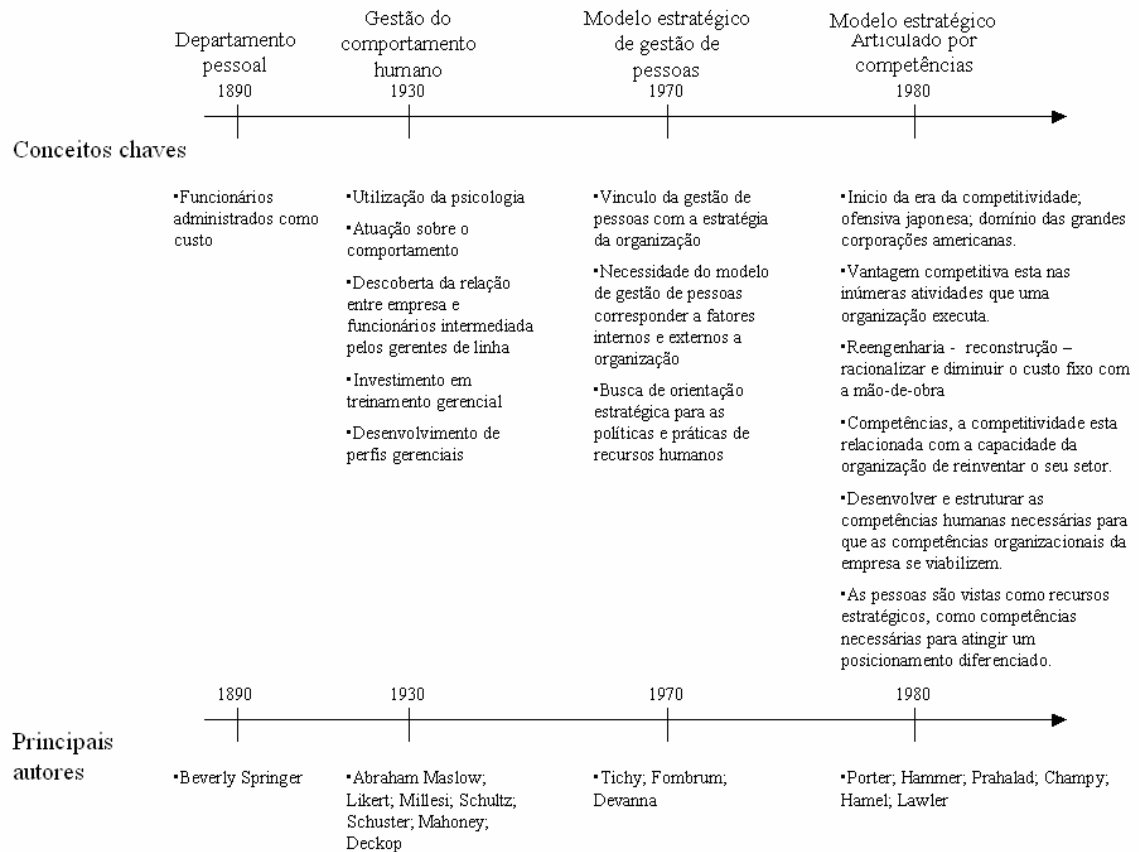 Departamento
pessoal
Gestão do
comportamento
humano
Modelo estratégico
de gestão de
pessoas
Modelo estratégico
Articulado por
competências
1890
1930
1970
1980
Conceitos chaves
▪Funcionários
administrados como
custo
▪Utilização da psicologia
▪Atuação sobre o
comportamento
▪Descoberta da relação
entre empresa e
funcionários intermediada
pelos gerentes de linha
▪Investimento em
treinamento gerencial
▪Desenvolvimento de
perfis gerenciais
▪Vinculo da gestão de
pessoas com a estratégia
da organização
▪Necessidade do modelo
de gestão de pessoas
corresponder a fatores
internos e externos a
organização
▪Busca de orientação
estratégica para as
políticas e práticas de
recursos humanos
▪Inicio da era da competitividade;
ofensiva japonesa; domínio das grandes
corporações americanas.
▪Vantagem competitiva esta nas
inúmeras atividades que uma
organização executa.
▪Reengenharia - reconstrução –
racionalizar e diminuir o custo fixo com
a mão-de-obra
▪Competências, a competitividade esta
relacionada com a capacidade da
organização de reinventar o seu setor.
▪Desenvolver e estruturar as
competências humanas necessárias para
que as competências organizacionais da
empresa se viabilizem.
▪As pessoas são vistas como recursos
estratégicos, como competências
necessárias para atingir um
posicionamento diferenciado.
1890
1930
1970
1980
Principais
autores
▪Beverly Springer
▪Abraham Maslow;
Likert; Millesi; Schultz;
Schuster; Mahoney;
Deckop
▪Tichy; Fombrum;
Devanna
▪Porter; Hammer; Prahalad; Champy;
Hamel; Lawler